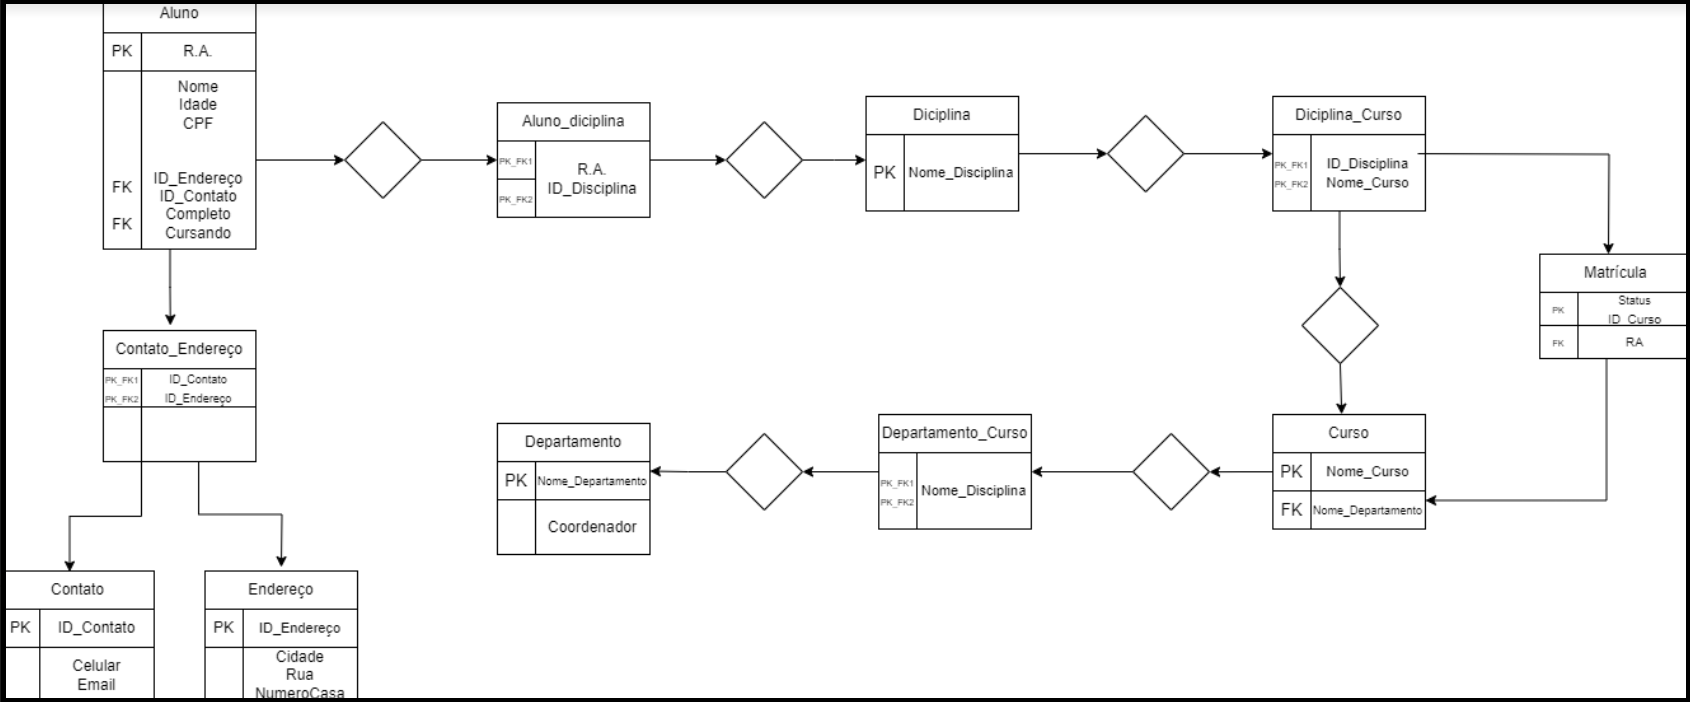 Aluno
PK R.A.
Nome
Idade
CPF
FK ID_Endereço
ID_Contato
Completo
FK Cursando
Aluno_diciplina
PK_FK1 R.A.
PK_FK2 ID_Disciplina
Diciplina
PK Nome_Disciplina
Diciplina_Curso
PK_FK1 ID_Disciplina
PK_FK2 Nome_Curso
Matrícula
PK Status
ID_Curso
FK RA
Contato_Endereço
PK_FK1 ID_Contato
PK_FK2 ID_Endereço
Departamento
PK Nome_Departamento
Coordenador
Departamento_Curso
PK_FK1 Nome_Disciplina
PK_FK2
Curso
PK Nome_Curso
FK Nome_Departamento
Contato
PK ID_Contato
Celular
Email
Endereço
PK ID_Endereço
Cidade
Rua
NumeroCasa